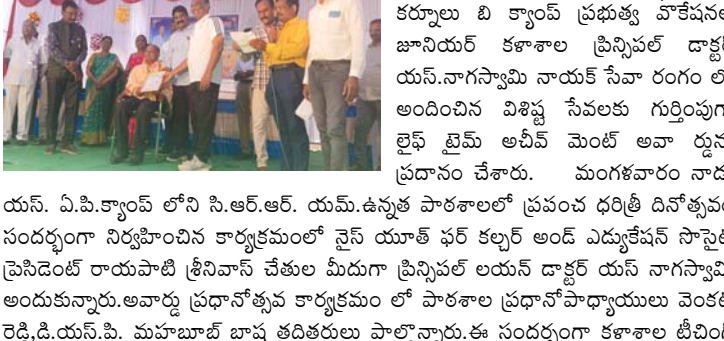 కర్నూలు బి క్యాంప్ ప్రభుత్వ వొకేషనల
జూనియర్ కళాశాల ప్రిన్సిపల్ డాక్టర్
యస్.నాగస్వామి నాయక్ సేవా రంగం లో
అందించిన విశిష్ట సేవలకు గుర్తింపుగా
లైఫ్ టైమ్ అచీవ్ మెంట్ అవా ర్డును
ప్రదానం చేశారు. మంగళవారం నాడు
యస్. ఏ.పి.క్యాంప్ లోని సి.ఆర్.ఆర్. యమ్.ఉన్నత పాఠశాలలో ప్రపంచ ధరిత్రీ దినోత్సవం
సందర్భంగా నిర్వహించిన కార్యక్రమంలో నైస్ యూత్ ఫర్ కల్చర్ అండ్ ఎడ్యుకేషన్ సొసైటీ
ప్రెసిడెంట్ రాయపాటి శ్రీనివాస్ చేతుల మీదుగా ప్రిన్సిపల్ లయన్ డాక్టర్ యస్ నాగస్వామి
అందుకున్నారు.అవార్డు ప్రధానోత్సవ కార్యక్రమం లో పాఠశాల ప్రధానోపాధ్యాయులు వెంకట
రెడ్డి,డి.యస్.పి. మహబూబ్ బాష తదితరులు పాల్గొన్నారు.ఈ సందర్భంగా కళాశాల టీచింగ్